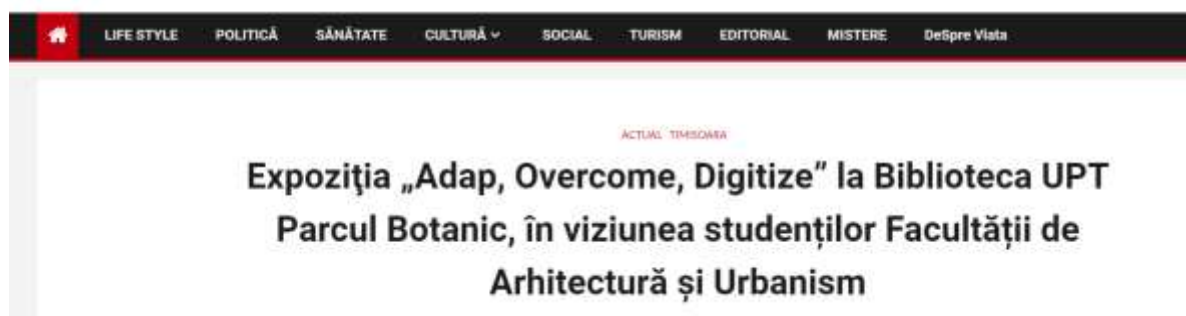 LIFE STYLE POLITICĂ SĂNĂTATE CULTURĂ SOCIAL TURISM EDITORIAL MISTERE DeSpre Viata
ACTUAL TIMISOARA
Expoziţia „Adap, Overcome, Digitize” la Biblioteca UPT
Parcul Botanic, în viziunea studenților Facultății de
Arhitectură și Urbanism